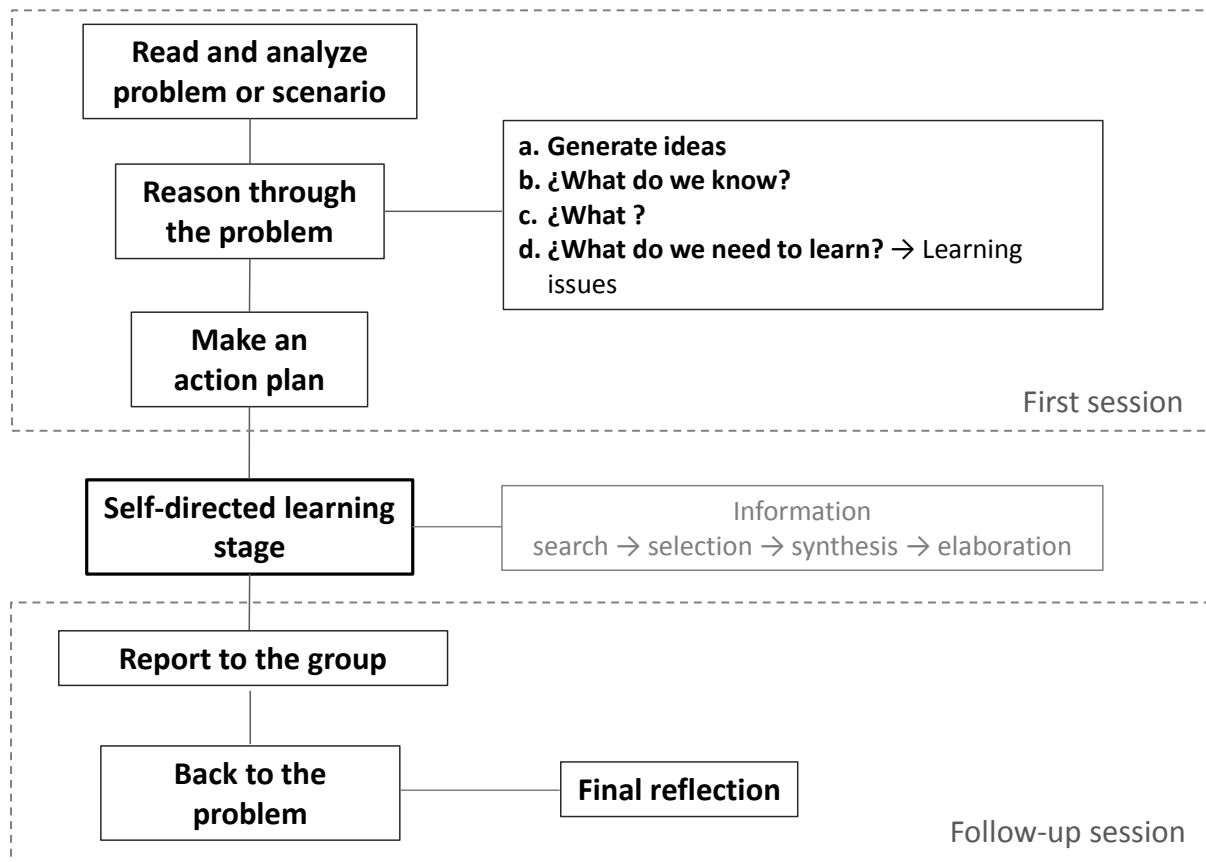 Read and analyze
problem or scenario
Reason through
the problem
a. Generate ideas
b. ¿What do we know?
c. ¿What ?
d. ¿What do we need to learn? → Learning
issues
Make an
action plan
First session
Self-directed learning
stage
Information
search → selection → synthesis → elaboration
Report to the group
Back to the
problem
Final reflection
Follow-up session